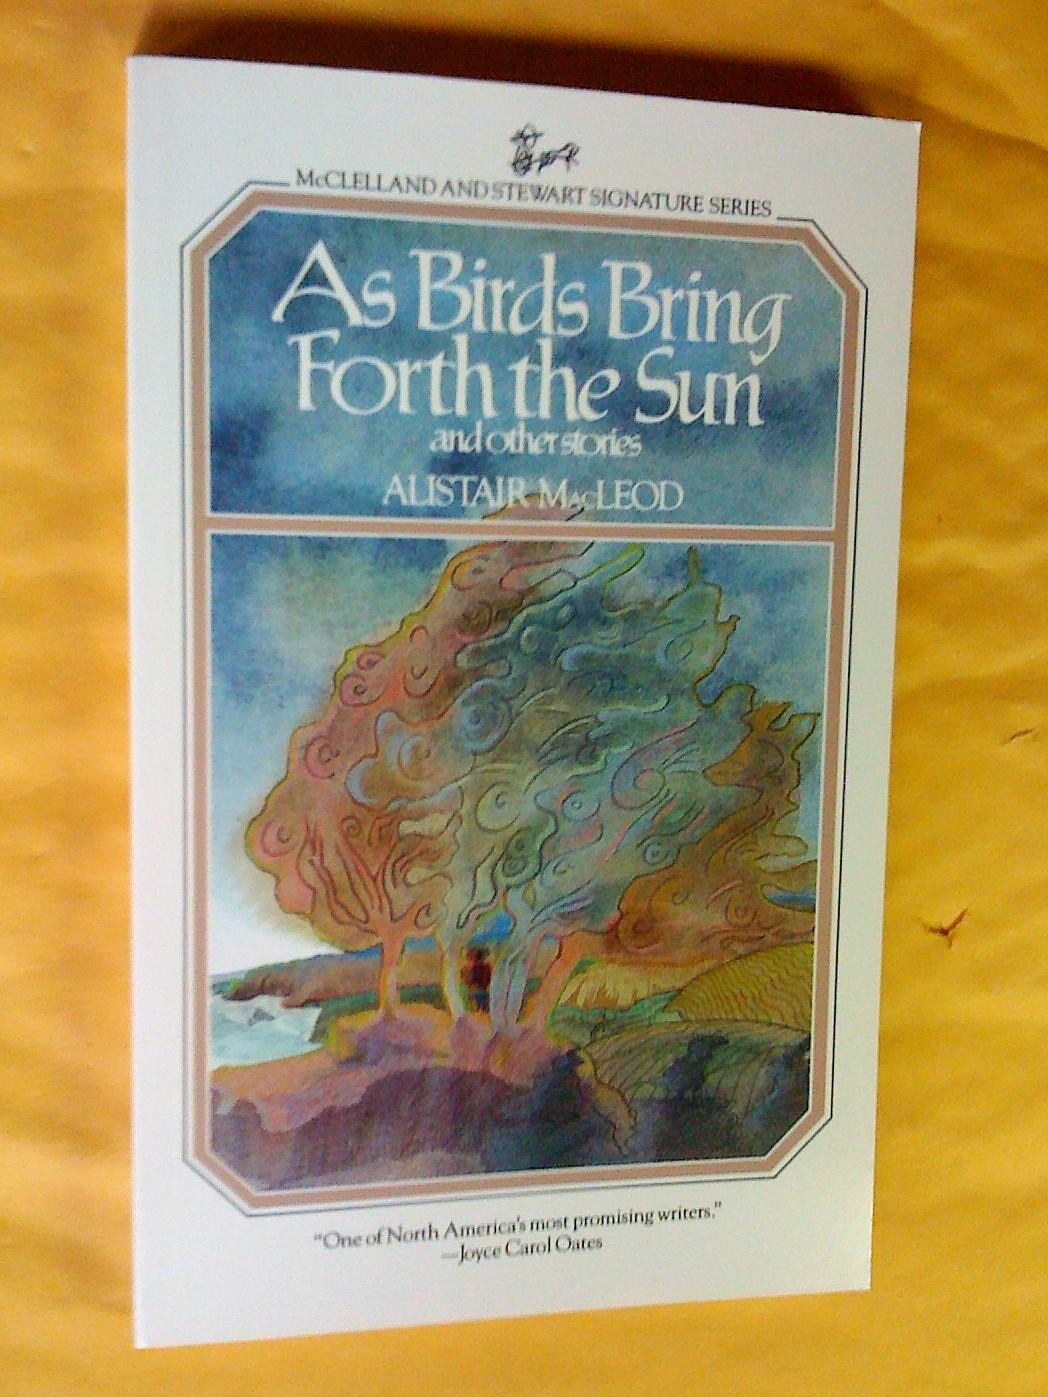 McCLELLAND AND STEWART SIGNATURE SERIES
As Birds Bring
Forth the Sun
and other stories
ALISTAIR MacLEOD
"One of North America's most promising writers."
—Joyce Carol Oates